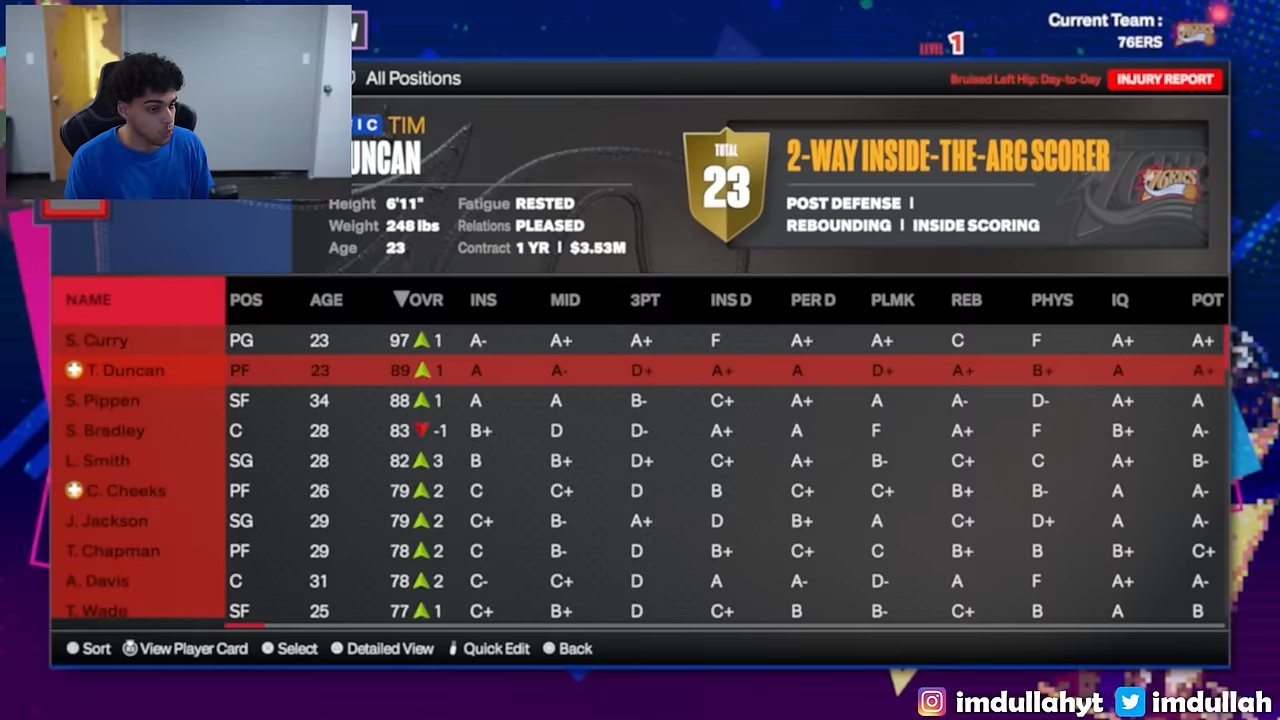 Current Team :
76ERS
LEVEL 1
All Positions
Bruised Left Hip: Day-to-Day INJURY REPORT
IC TIM
UNCAN
Height 6'11"
Weight 248 lbs
Age 23
Fatigue RESTED
Relations PLEASED
Contract 1 YR | $3.53M
TOTAL
23
2-WAY INSIDE-THE-ARC SCORER
POST DEFENSE |
REBOUNDING | INSIDE SCORING
76ERS
NAME POS AGE OVR INS MID 3PT INS D PER D PLMK REB PHYS IQ POT
S. Curry PG 23 97 1 A- A+ A+ F A+ A+ C F A+ A+
T. Duncan PF 23 89 1 A A- D+ A+ A D+ A+ B+ A A+
S. Pippen SF 34 88 1 A A B- C+ A+ A A- D- A+ A
S. Bradley C 28 83 -1 B+ D D- A+ A F A+ F B+ A-
L. Smith SG 28 82 3 B B+ D+ C+ A+ B- C+ C A+ B-
C. Cheeks PF 26 79 2 C C+ D B C+ C+ B+ B- A A-
J. Jackson SG 29 79 2 C+ B- A+ D B+ A C+ D+ A A-
T. Chapman PF 29 78 2 C B- D B+ C+ C B+ B B+ C+
A. Davis C 31 78 2 C- C+ D A A- D- A F A+ A-
T. Wade SF 25 77 1 C+ B+ D C+ B B- C+ B A B
Sort View Player Card Select Detailed View Quick Edit Back
imdullahyt imdullah